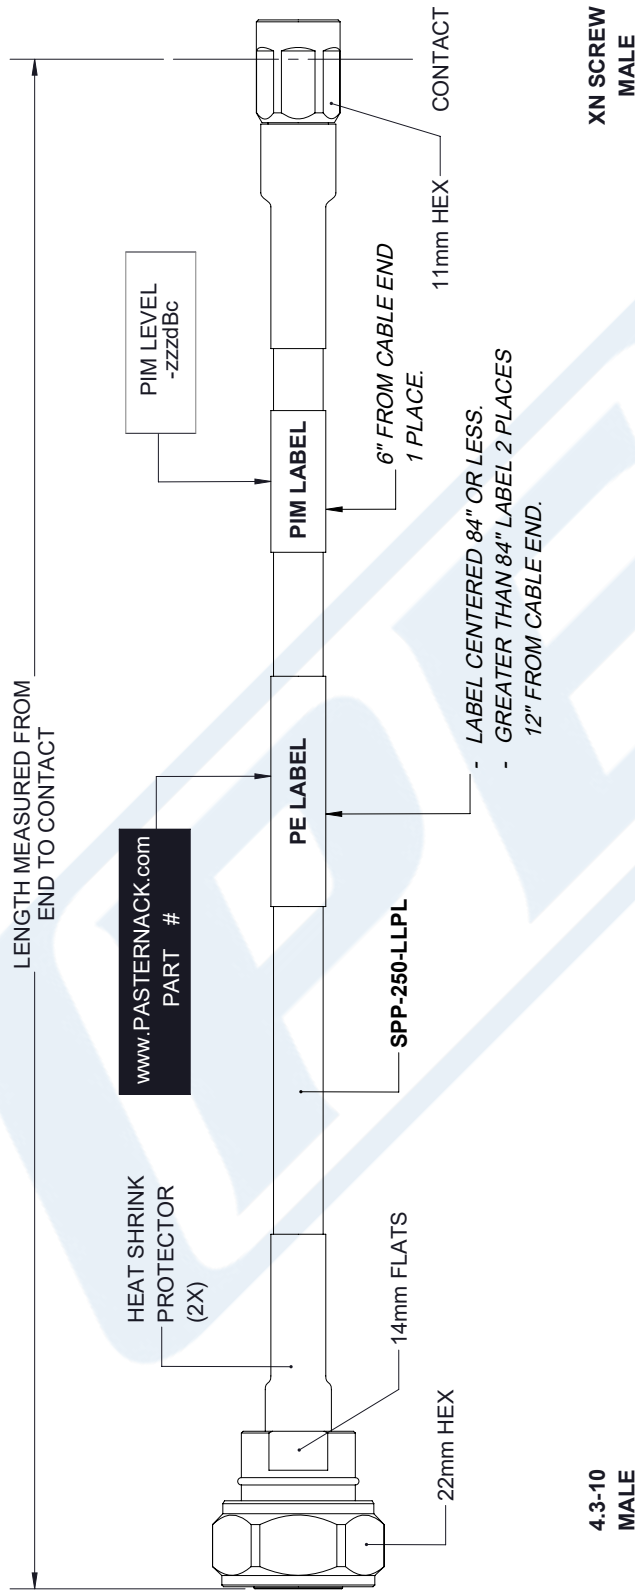 LENGTH MEASURED FROM
END TO CONTACT
HEAT SHRINK
PROTECTOR
(2X)
www.PASTERNACK.com
PART #
PIM LEVEL
-zzzdBc
PE LABEL
PIM LABEL
22mm HEX
14mm FLATS
SPP-250-LLPL
- LABEL CENTERED 84" OR LESS.
- GREATER THAN 84" LABEL 2 PLACES
12" FROM CABLE END.
6" FROM CABLE END
1 PLACE.
11mm HEX
CONTACT
4.3-10
MALE
XN SCREW
MALE